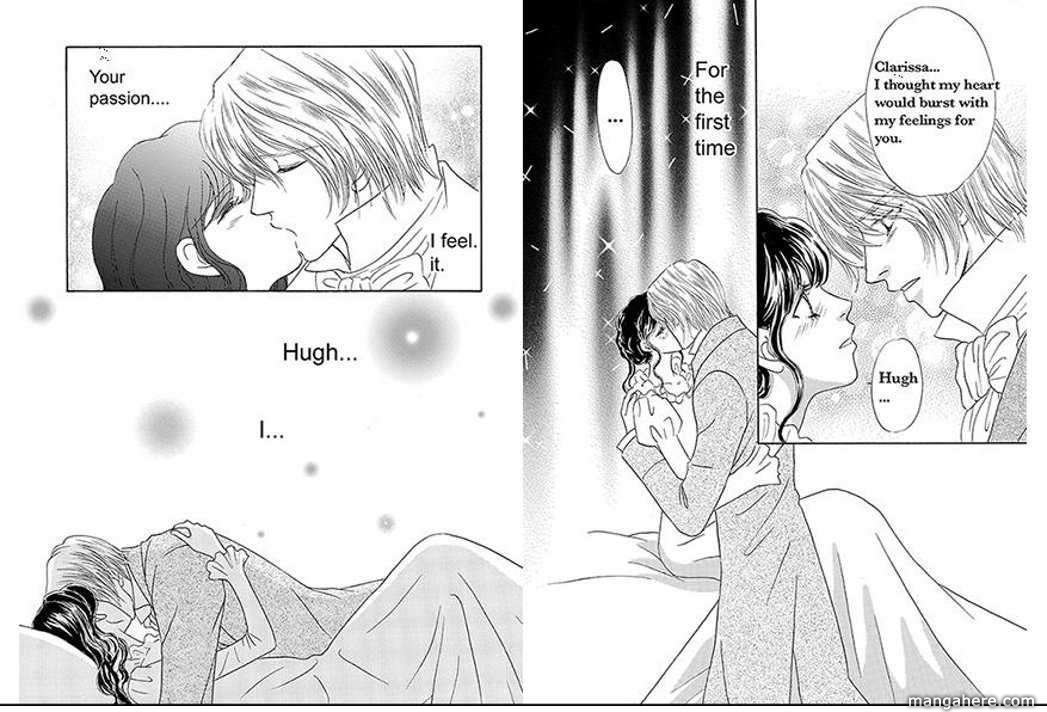 Clarissa...
I thought my heart
would burst with
my feelings for
you.
Hugh
...
For
the
first
time
...
Your
passion....
I feel.
it.
Hugh...
I...
mangahere.com